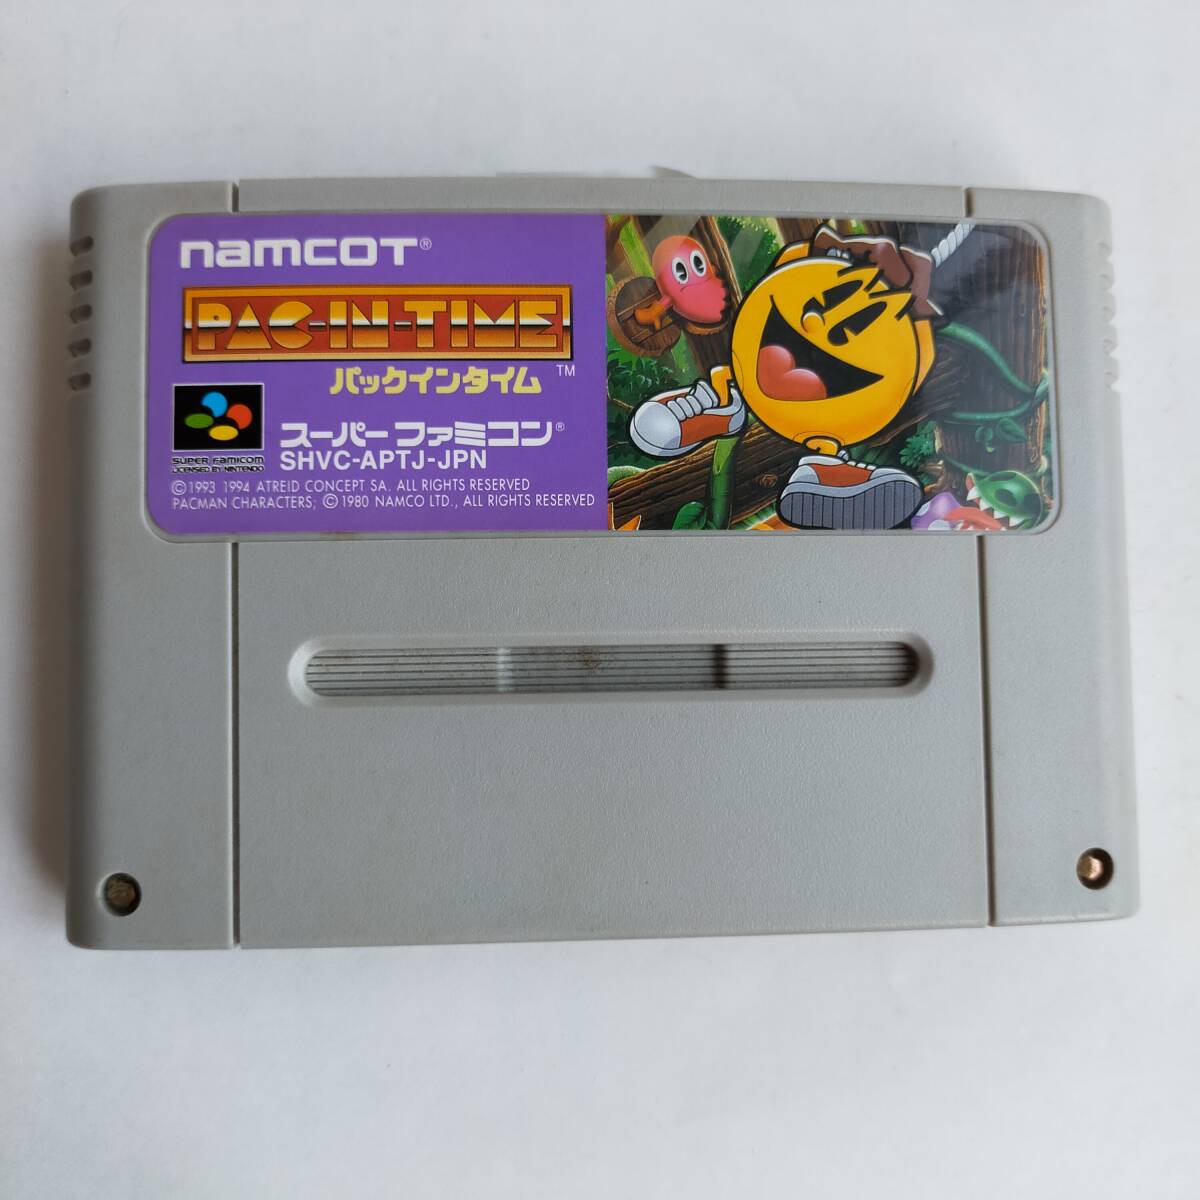 namcoT®
PAC-IN-TIME
パックインタイム™
スーパーファミコン®
SUPER FAMICOM
LICENSED BY NINTENDO
SHVC-APTJ-JPN
©1993 1994 ATREID CONCEPT SA. ALL RIGHTS RESERVED
PACMAN CHARACTERS; ©1980 NAMCO LTD., ALL RIGHTS RESERVED